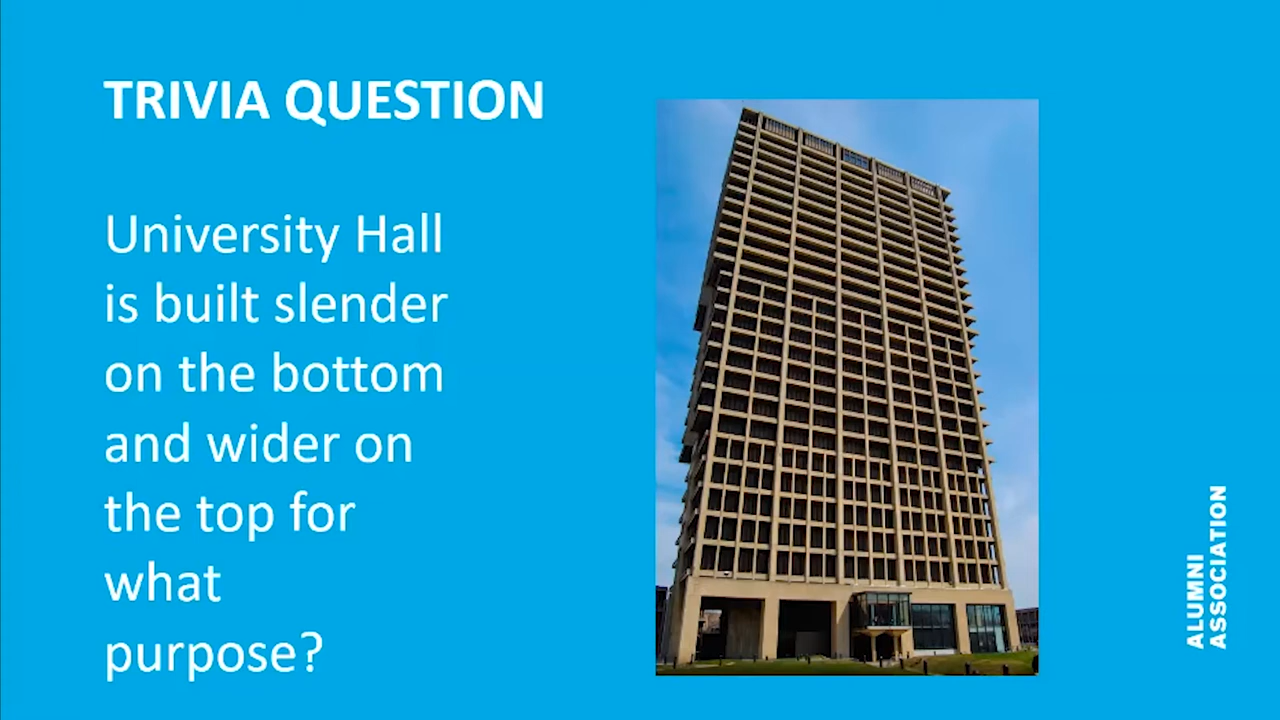 TRIVIA QUESTION
University Hall
is built slender
on the bottom
and wider on
the top for
what
purpose?
ALUMNI
ASSOCIATION